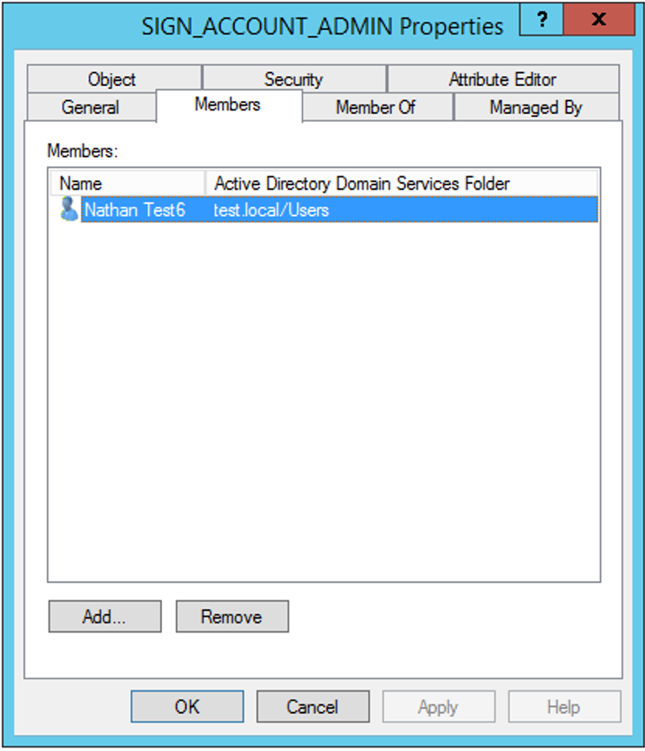 SIGN_ACCOUNT_ADMIN Properties ? x
Object Security Attribute Editor
General Members Member Of Managed By
Members:
Name Active Directory Domain Services Folder
Nathan Test6 test.local/Users
Add... Remove
OK Cancel Apply Help